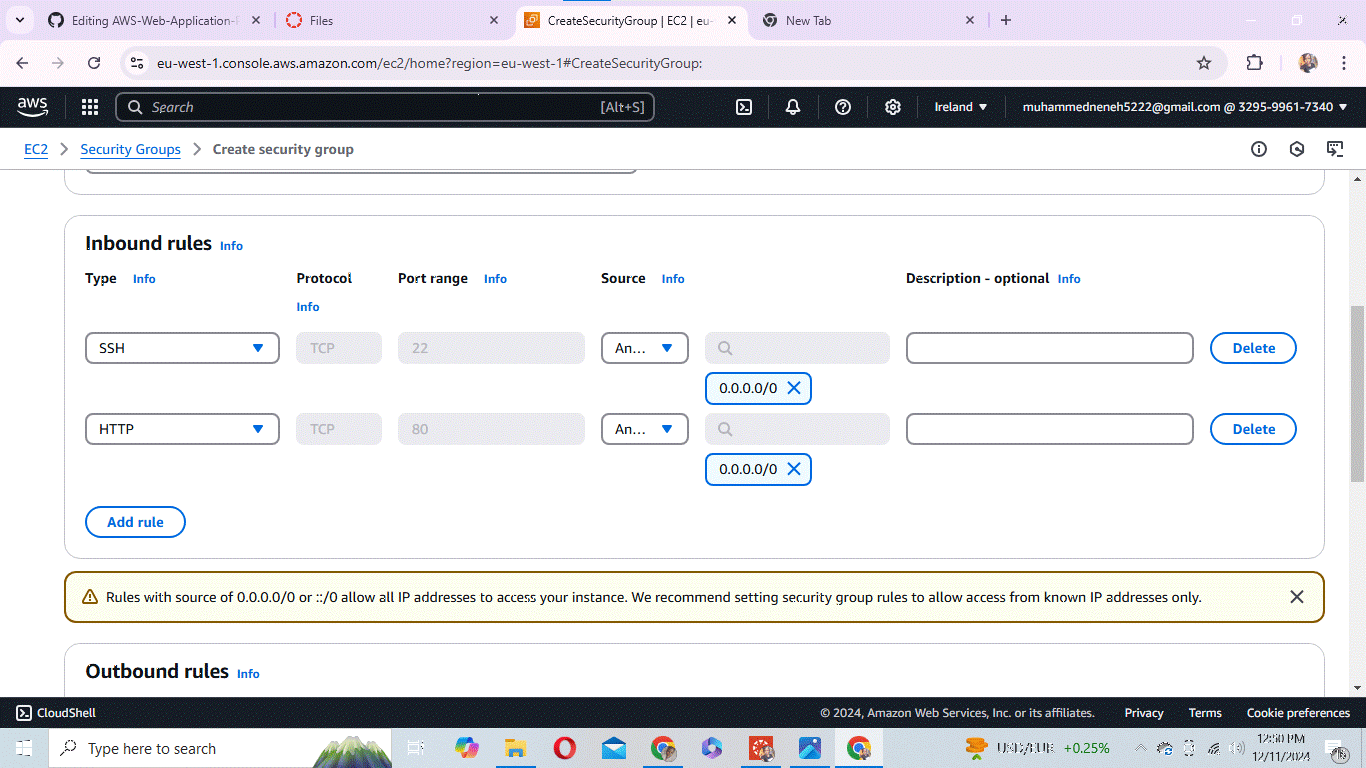 Editing AWS-Web-Application-
Files
CreateSecurityGroup | EC2 | eu-
New Tab
eu-west-1.console.aws.amazon.com/ec2/home?region=eu-west-1#CreateSecurityGroup:
aws
Search
[Alt+S]
Ireland
muhammedneneh5222@gmail.com @ 3295-9961-7340
EC2 > Security Groups > Create security group
Inbound rules Info
Type Info
Protocol Info
Port range Info
Source Info
Description - optional Info
SSH TCP 22 An... Delete
0.0.0.0/0
HTTP TCP 80 An... Delete
0.0.0.0/0
Add rule
Rules with source of 0.0.0.0/0 or ::/0 allow all IP addresses to access your instance. We recommend setting security group rules to allow access from known IP addresses only.
Outbound rules Info
CloudShell
© 2024, Amazon Web Services, Inc. or its affiliates. Privacy Terms Cookie preferences
Type here to search
USD/EUR +0.25%
12:50 PM
12/11/2024